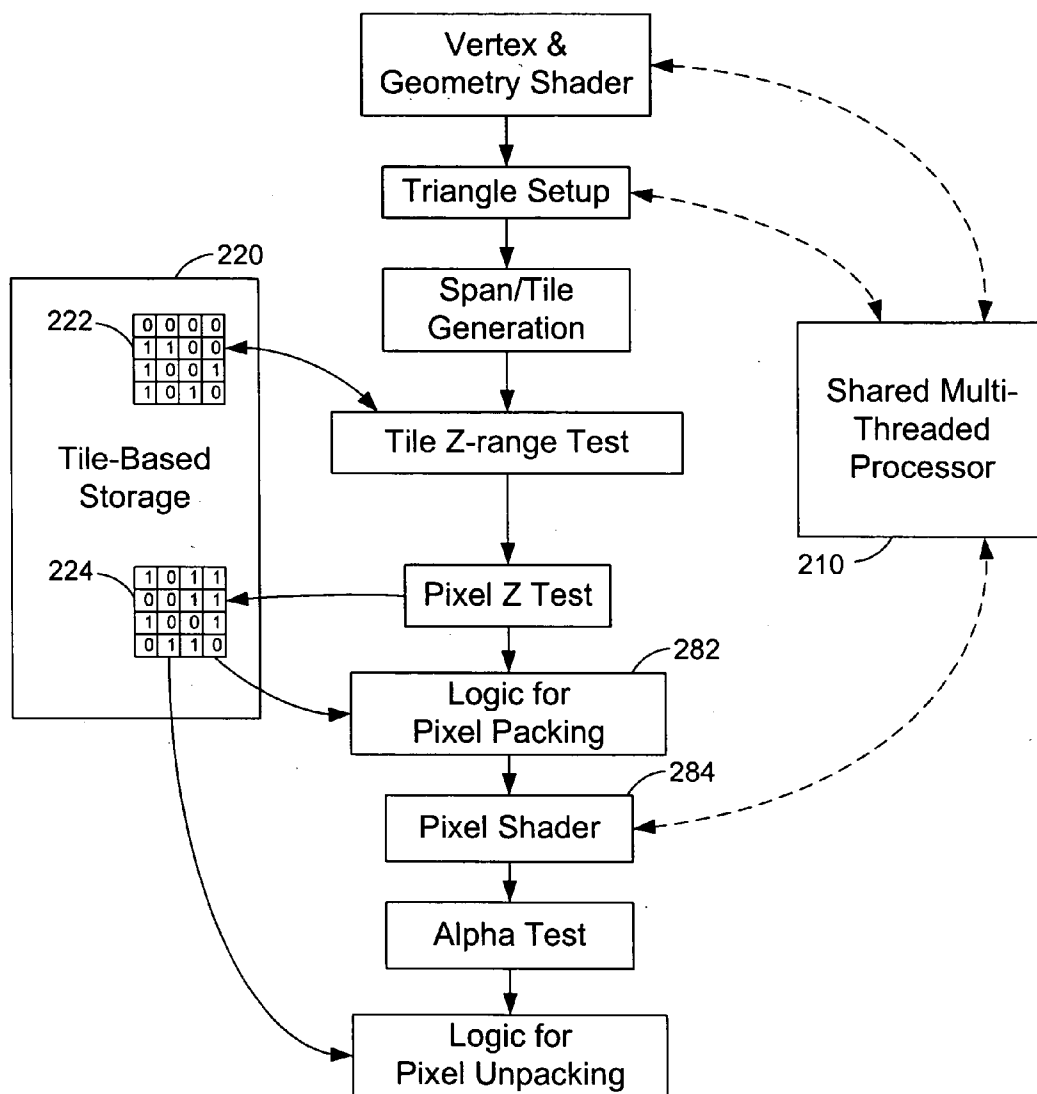 Vertex &
Geometry Shader
Triangle Setup
220
Span/Tile
Generation
222
0 0 0 0
1 1 0 0
1 0 0 1
1 0 1 0
Shared Multi-
Threaded
Processor
Tile Z-range Test
Tile-Based
Storage
210
224
1 0 1 1
0 0 1 1
1 0 0 1
0 1 1 0
Pixel Z Test
282
Logic for
Pixel Packing
284
Pixel Shader
Alpha Test
Logic for
Pixel Unpacking